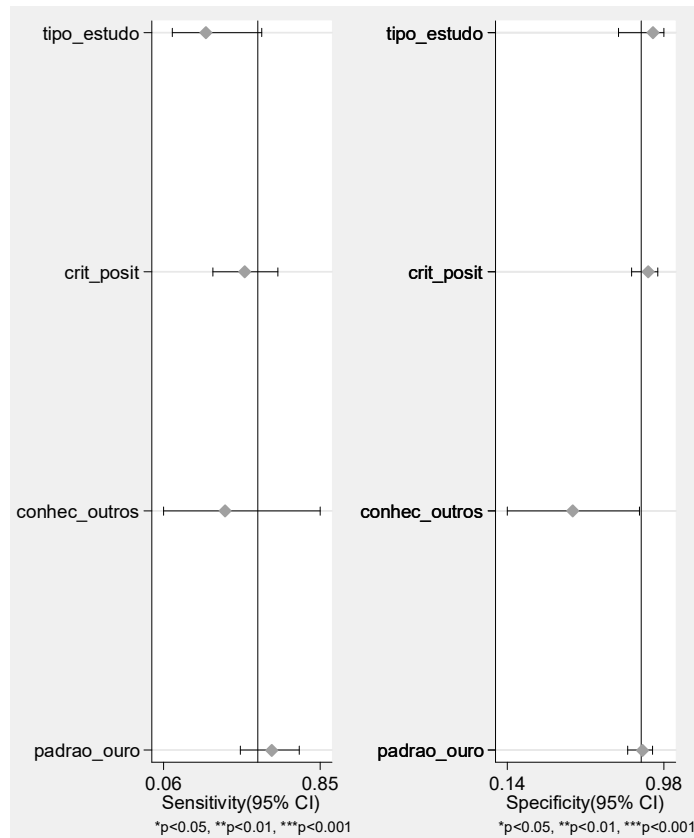 tipo_estudo
crit_posit
conhec_outros
padrao_ouro
0.06 0.85
Sensitivity(95% CI)
*p<0.05, **p<0.01, ***p<0.001
tipo_estudo
crit_posit
conhec_outros
padrao_ouro
0.14 0.98
Specificity(95% CI)
*p<0.05, **p<0.01, ***p<0.001